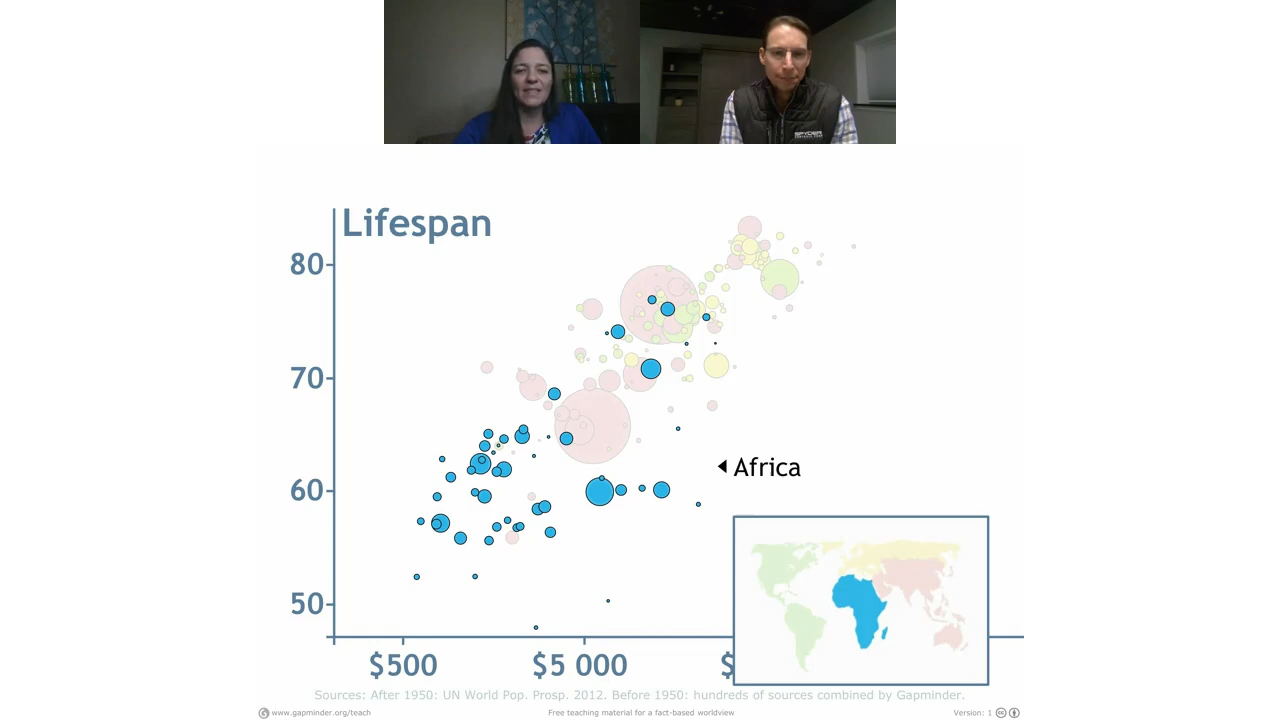 SPYDER
Lifespan
80
70
60
50
Africa
$500
$5 000
$
Sources: After 1950: UN World Pop. Prosp. 2012. Before 1950: hundreds of sources combined by Gapminder.
www.gapminder.org/teach
Free teaching material for a fact-based worldview
Version: 1